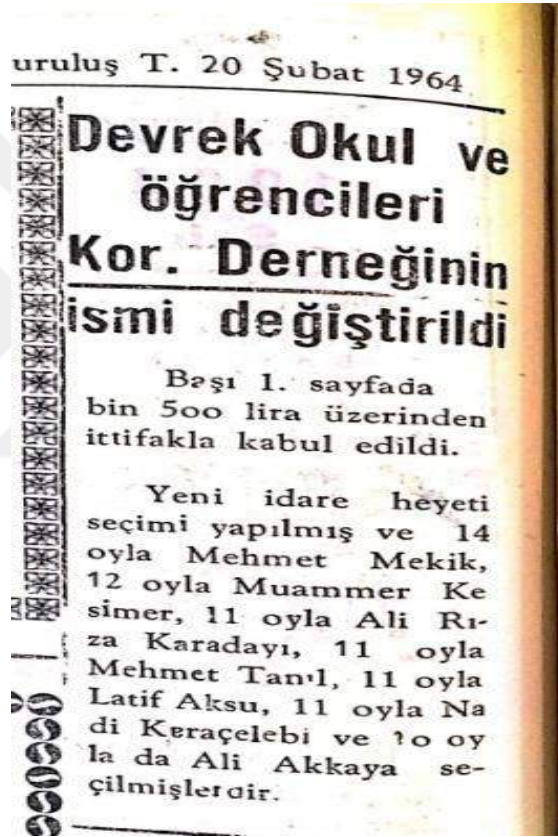 uruluş T. 20 Şubat 1964
Devrek Okul ve
öğrencileri
Kor. Derneğinin
ismi değiştirildi
Başı 1. sayfada
bin 5oo lira üzerinden
ittifakla kabul edildi.
Yeni idare heyeti
seçimi yapılmış ve 14
oyla Mehmet Mekik,
12 oyla Muammer Ke
simer, 11 oyla Ali Rı-
za Karadayı, 11 oyla
Mehmet Tanıl, 11 oyla
Latif Aksu, 11 oyla Na
di Karaçelebi ve 1o oy
la da Ali Akkaya se-
çilmişlerdir.